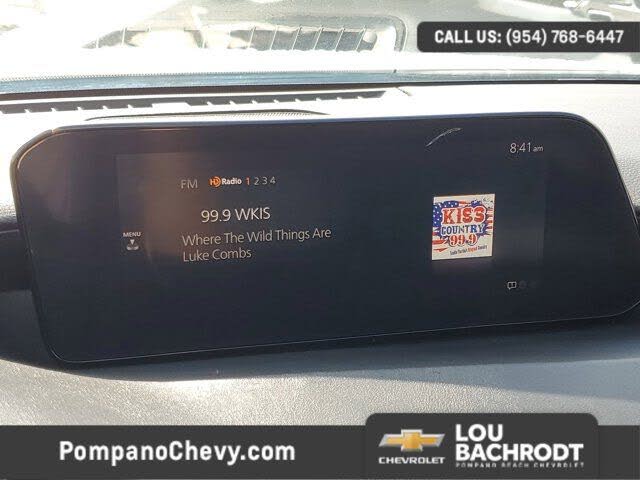 CALL US: (954) 768-6447
8:41 am
FM HD Radio 1 2 3 4
99.9 WKIS
MENU
Where The Wild Things Are
Luke Combs
KISS
COUNTRY
99.9
PompanoChevy.com
CHEVROLET
LOU
BACHRODT
POMPANO BEACH CHEVROLET